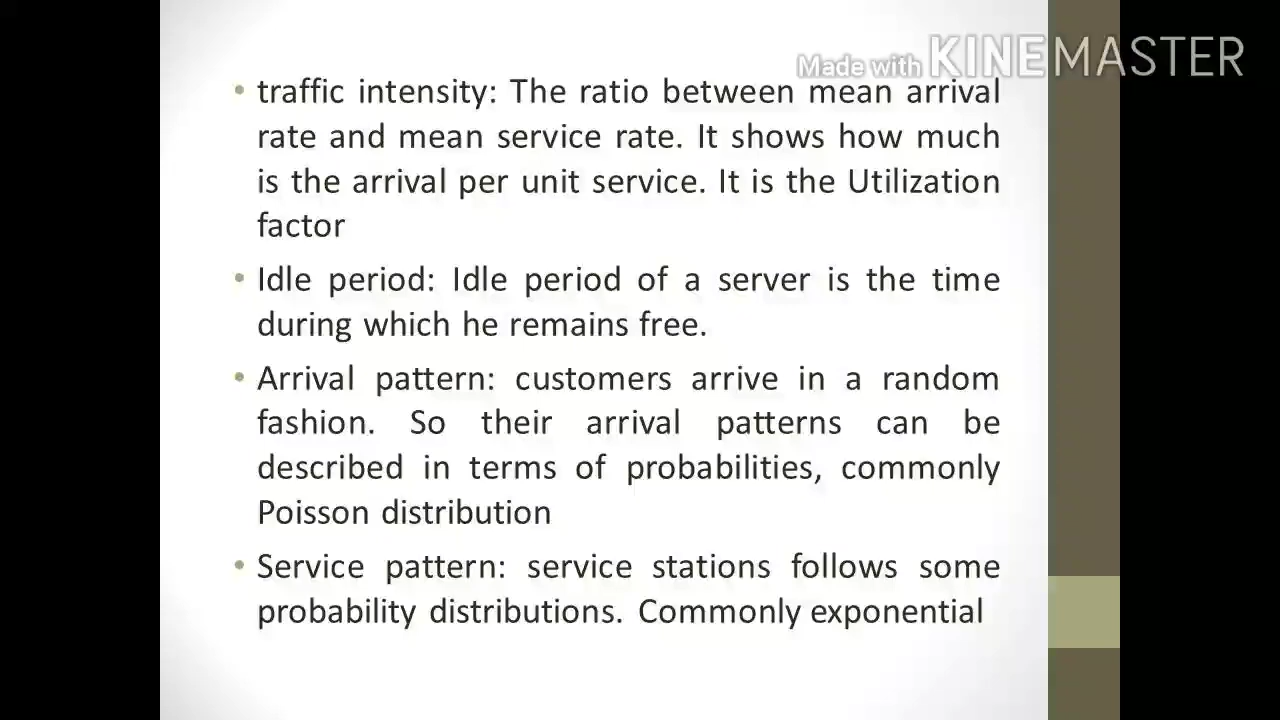 Made with KINEMASTER
• traffic intensity: The ratio between mean arrival
rate and mean service rate. It shows how much
is the arrival per unit service. It is the Utilization
factor
• Idle period: Idle period of a server is the time
during which he remains free.
• Arrival pattern: customers arrive in a random
fashion. So their arrival patterns can be
described in terms of probabilities, commonly
Poisson distribution
• Service pattern: service stations follows some
probability distributions. Commonly exponential